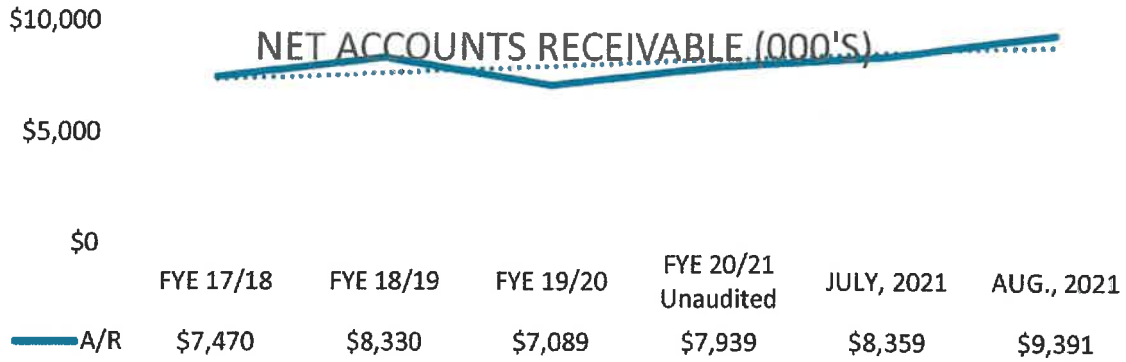 $10,000
NET ACCOUNTS RECEIVABLE (000'S)
$5,000
$0
FYE 17/18 FYE 18/19 FYE 19/20 FYE 20/21 Unaudited JULY, 2021 AUG., 2021
A/R $7,470 $8,330 $7,089 $7,939 $8,359 $9,391